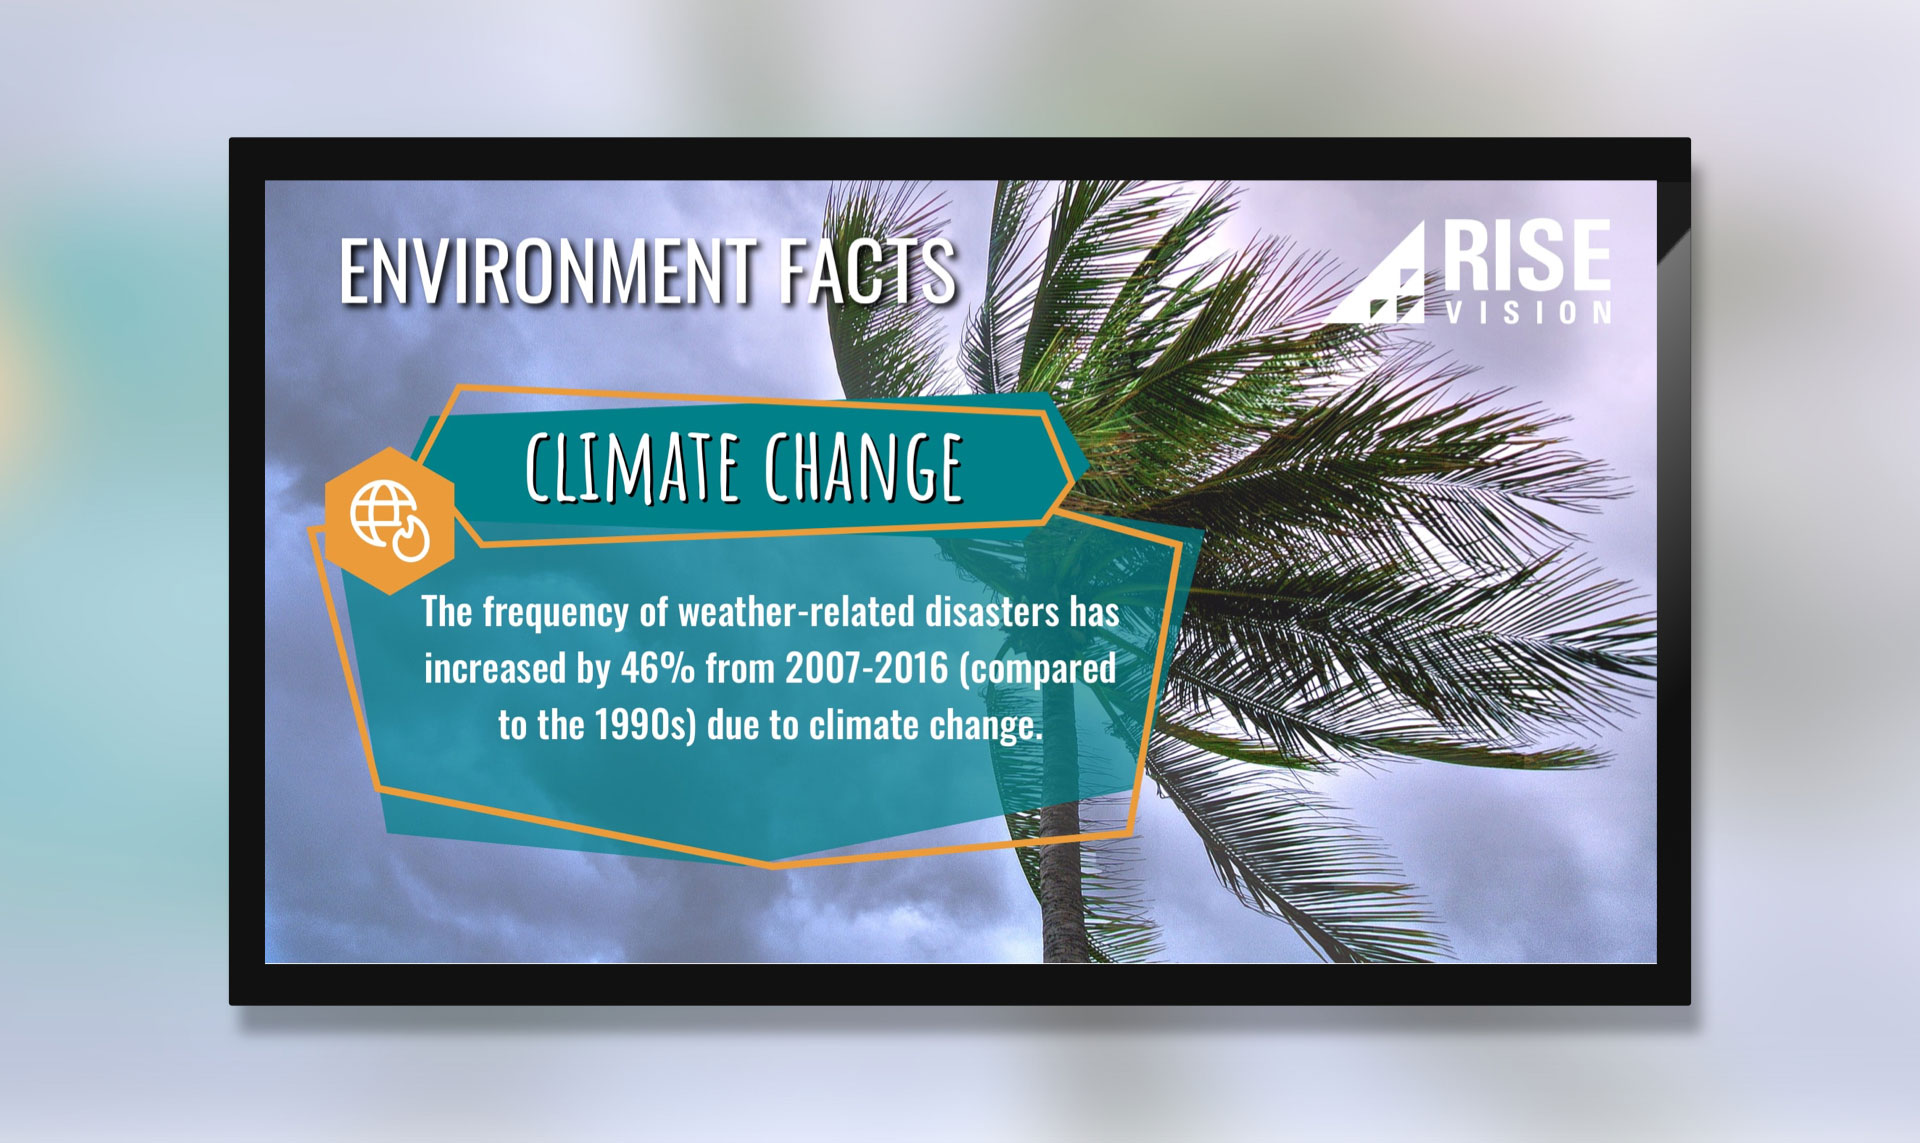 ENVIRONMENT FACTS
RISE
VISION
CLIMATE CHANGE
The frequency of weather-related disasters has
increased by 46% from 2007-2016 (compared
to the 1990s) due to climate change.